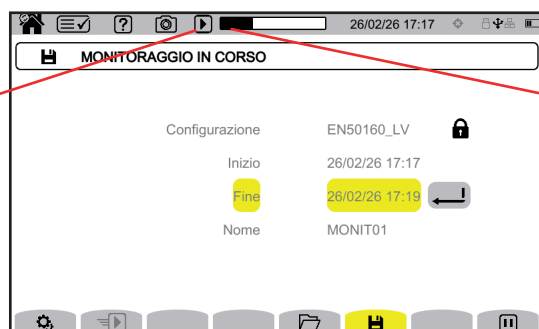 26/02/26 17:17
MONITORAGGIO IN CORSO
Configurazione EN50160_LV
Inizio 26/02/26 17:17
Fine 26/02/26 17:19
Nome MONIT01